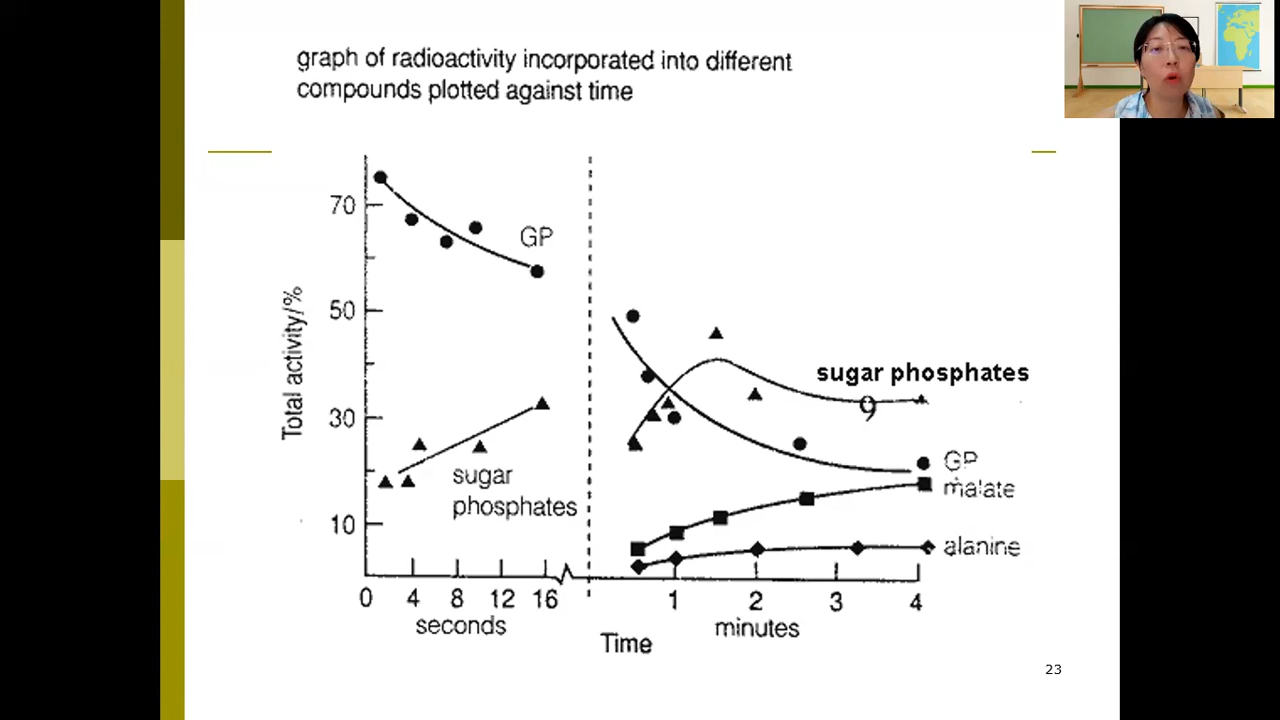 graph of radioactivity incorporated into different
compounds plotted against time
Total activity/%
70
50
30
10
GP
sugar
phosphates
sugar phosphates
9
GP
malate
alanine
0 4 8 12 16 1 2 3 4
seconds
minutes
Time
23